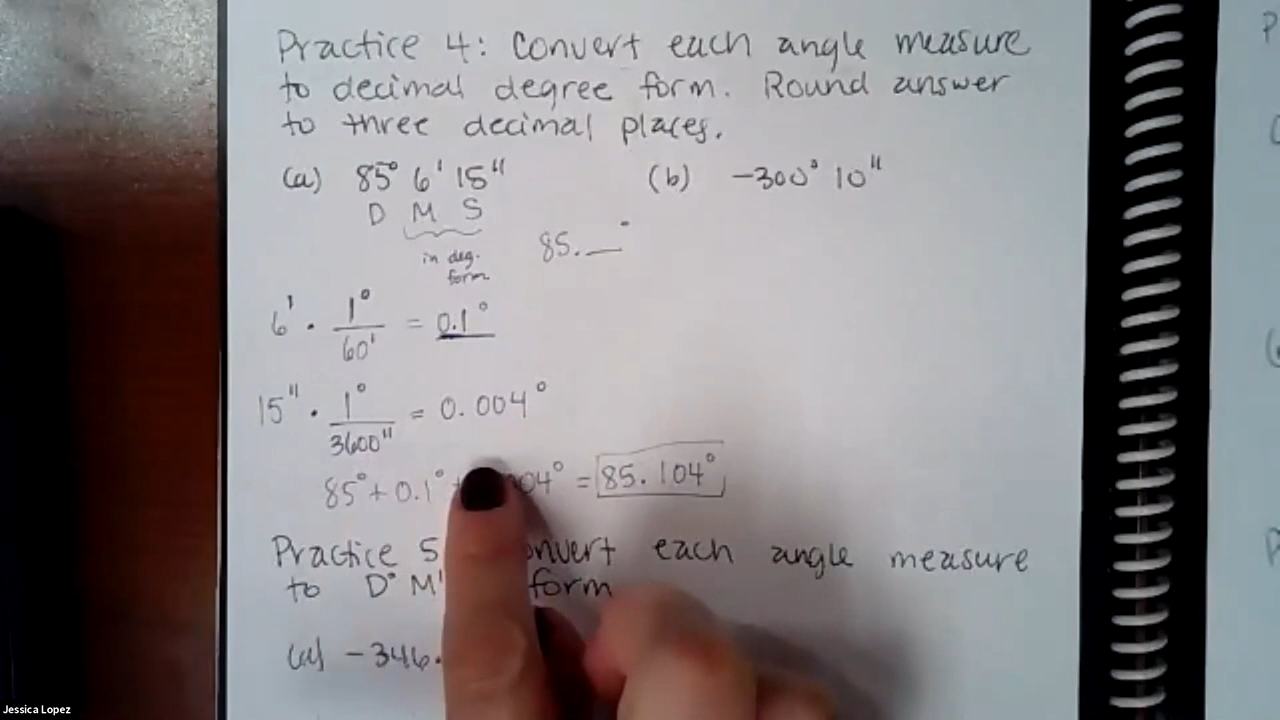 Practice 4: Convert each angle measure
to decimal degree form. Round answer
to three decimal places.
(a) 85° 6' 15" (b) -300° 10"
D M S
in deg. form
85.__°
6' · 1°/60' = 0.1°
15" · 1°/3600" = 0.004°
85° + 0.1° + 004° = 85.104°
Practice 5 onvert each angle measure
to D° M' form
(a) -346.
Jessica Lopez